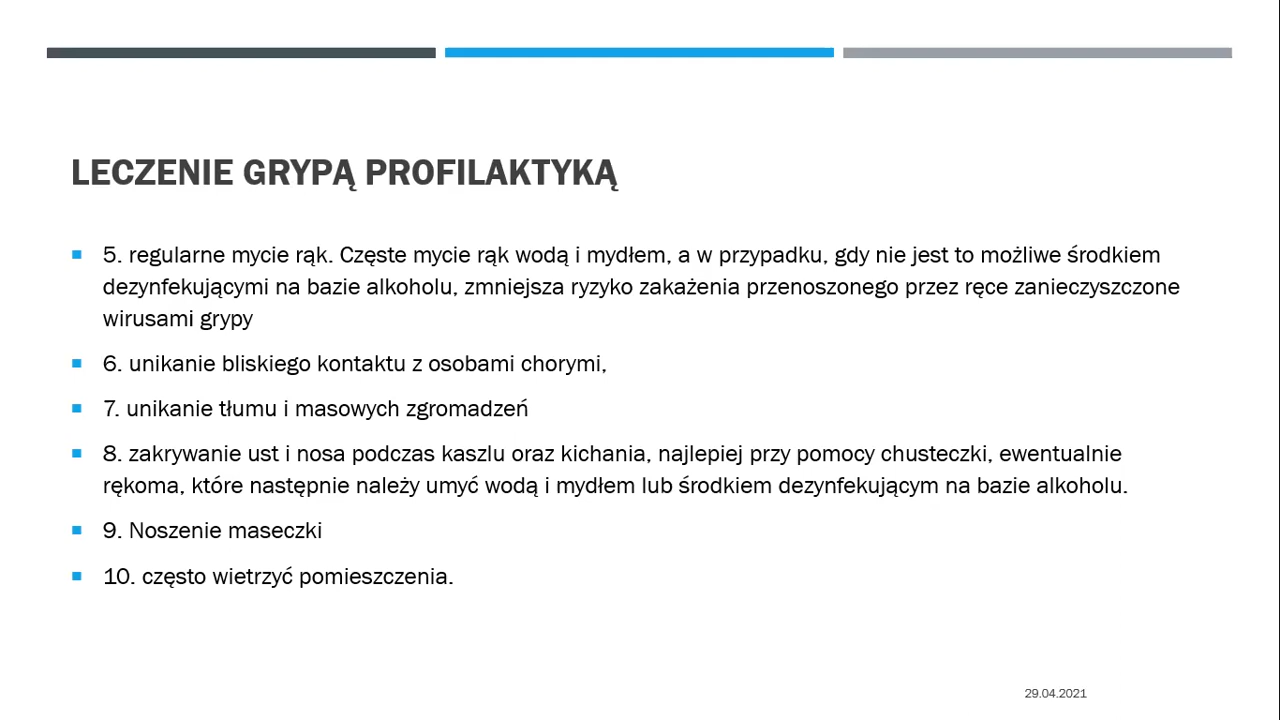 LECZENIE GRYPĄ PROFILAKTYKĄ
5. regularne mycie rąk. Częste mycie rąk wodą i mydłem, a w przypadku, gdy nie jest to możliwe środkiem
dezynfekującymi na bazie alkoholu, zmniejsza ryzyko zakażenia przenoszonego przez ręce zanieczyszczone
wirusami grypy
6. unikanie bliskiego kontaktu z osobami chorymi,
7. unikanie tłumu i masowych zgromadzeń
8. zakrywanie ust i nosa podczas kaszlu oraz kichania, najlepiej przy pomocy chusteczki, ewentualnie
rękoma, które następnie należy umyć wodą i mydłem lub środkiem dezynfekującym na bazie alkoholu.
9. Noszenie maseczki
10. często wietrzyć pomieszczenia.
29.04.2021